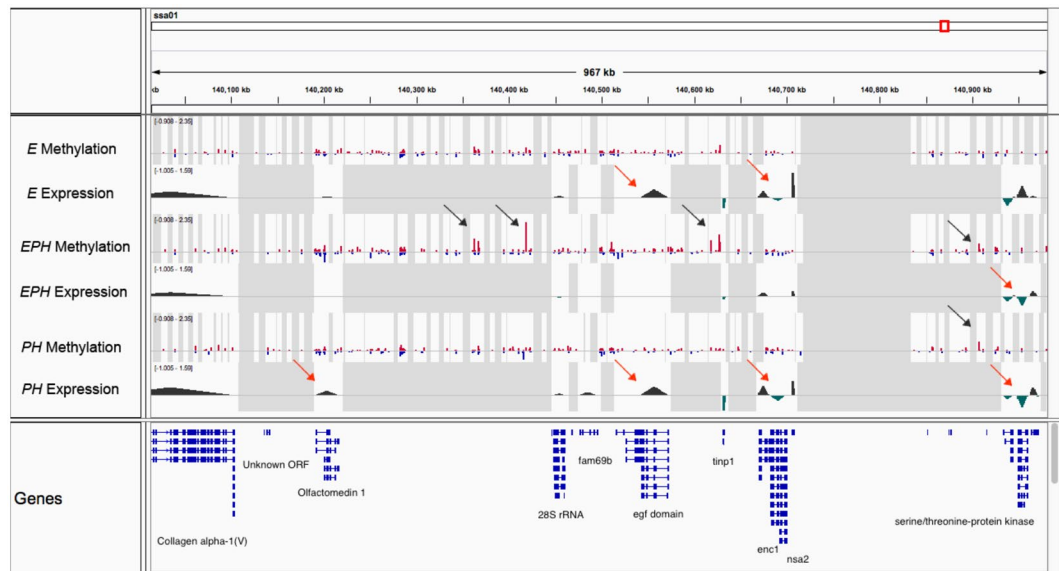 ssa01
967 kb
kb 140,100 kb 140,200 kb 140,300 kb 140,400 kb 140,500 kb 140,600 kb 140,700 kb 140,800 kb 140,900 kb
[-0.908 - 2.35]
E Methylation
[-1.005 - 1.59]
E Expression
[-0.908 - 2.35]
EPH Methylation
[-1.005 - 1.59]
EPH Expression
[-0.908 - 2.35]
PH Methylation
[-1.005 - 1.59]
PH Expression
Genes
Unknown ORF fam69b tinp1
Olfactomedin 1
28S rRNA egf domain serine/threonine-protein kinase
Collagen alpha-1(V) enc1
nsa2